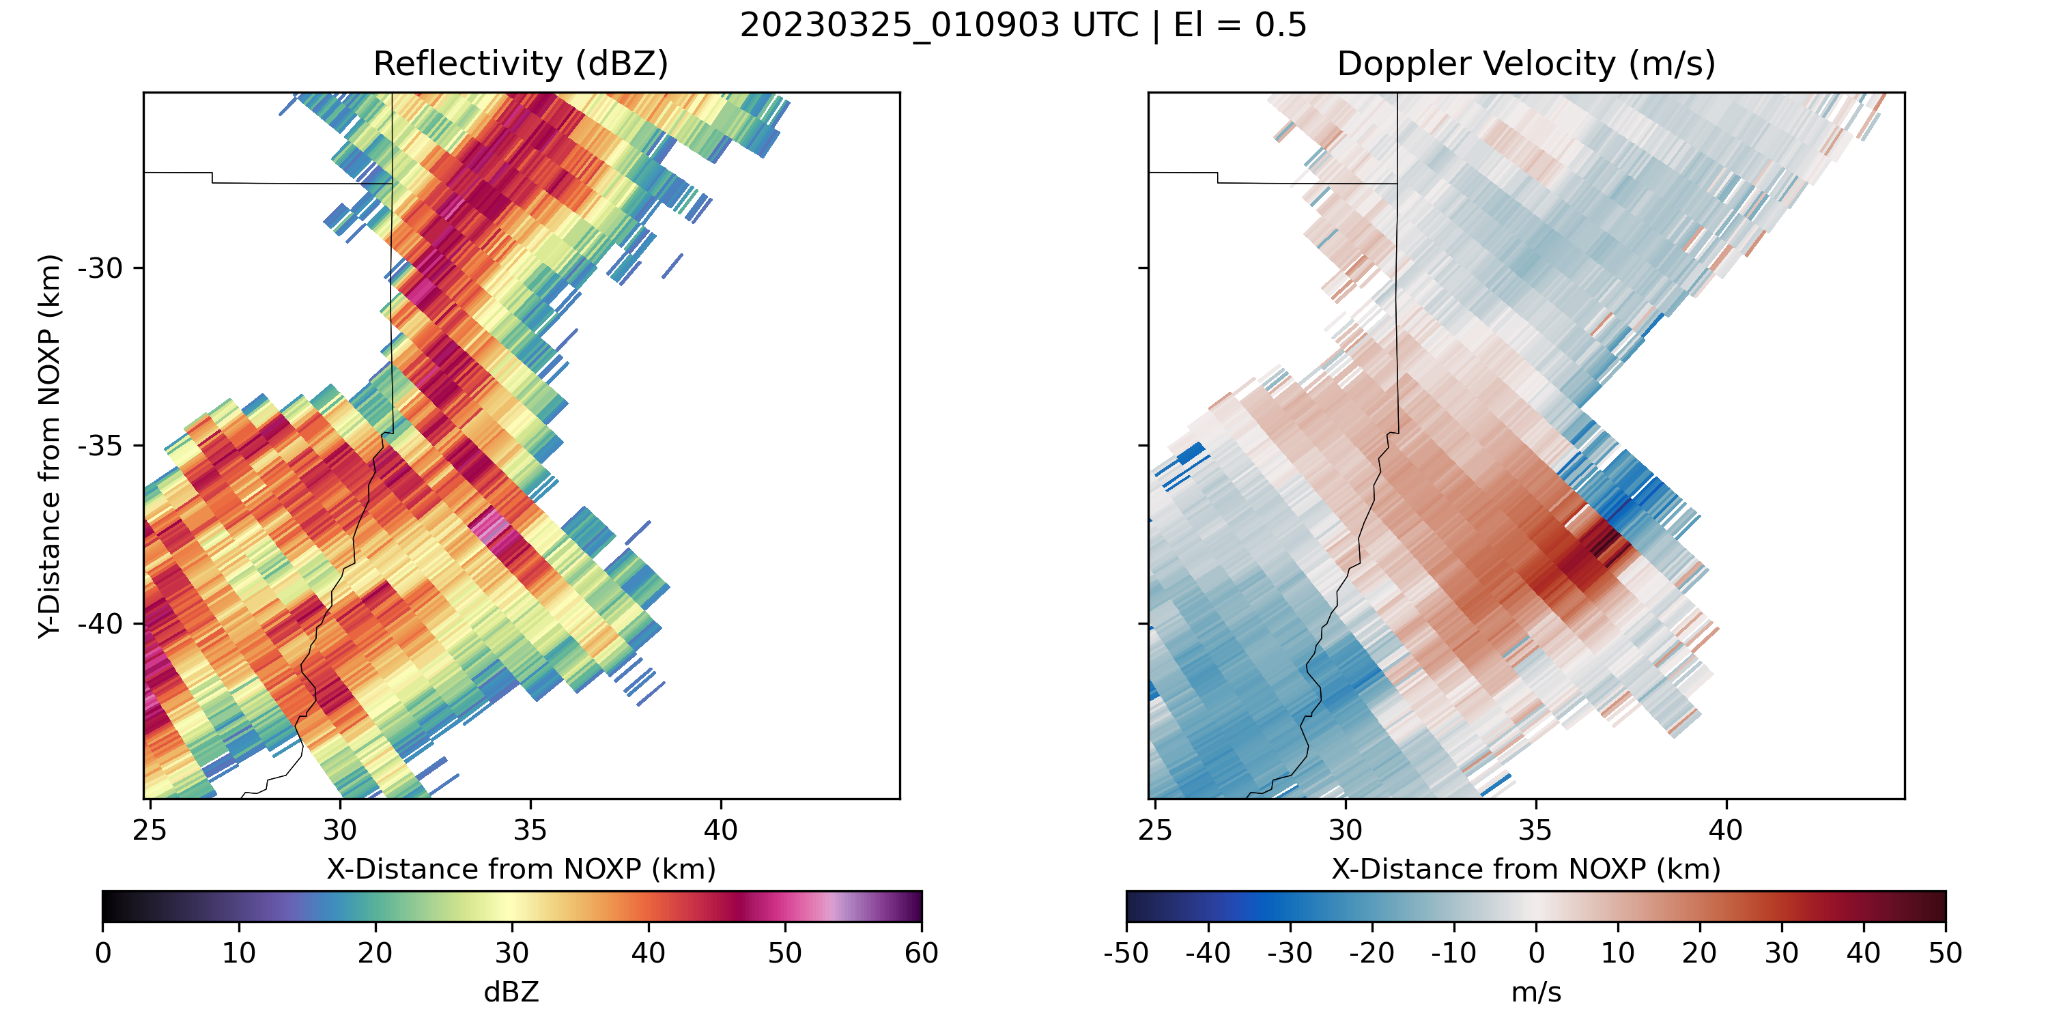 20230325_010903 UTC | El = 0.5
Reflectivity (dBZ)
Doppler Velocity (m/s)
Y-Distance from NOXP (km)
-30
-35
-40
25 30 35 40
25 30 35 40
X-Distance from NOXP (km)
X-Distance from NOXP (km)
0 10 20 30 40 50 60
-50 -40 -30 -20 -10 0 10 20 30 40 50
dBZ
m/s